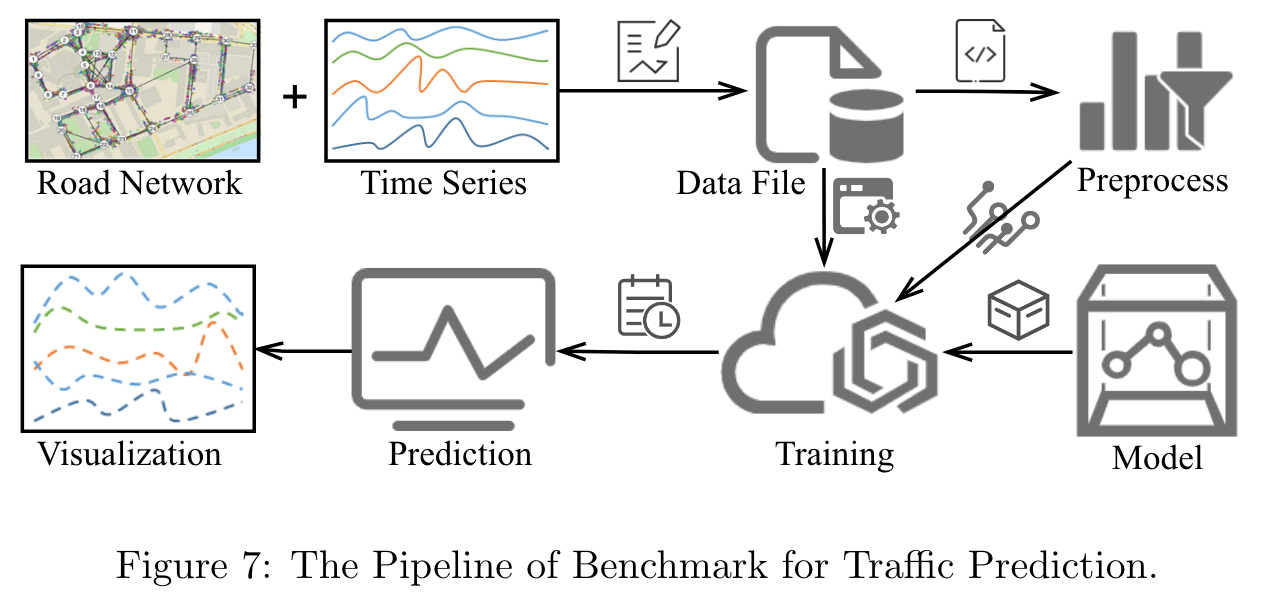 Road Network
+
Time Series
</>
Data File
Preprocess
Visualization
Prediction
Training
Model
Figure 7: The Pipeline of Benchmark for Traffic Prediction.